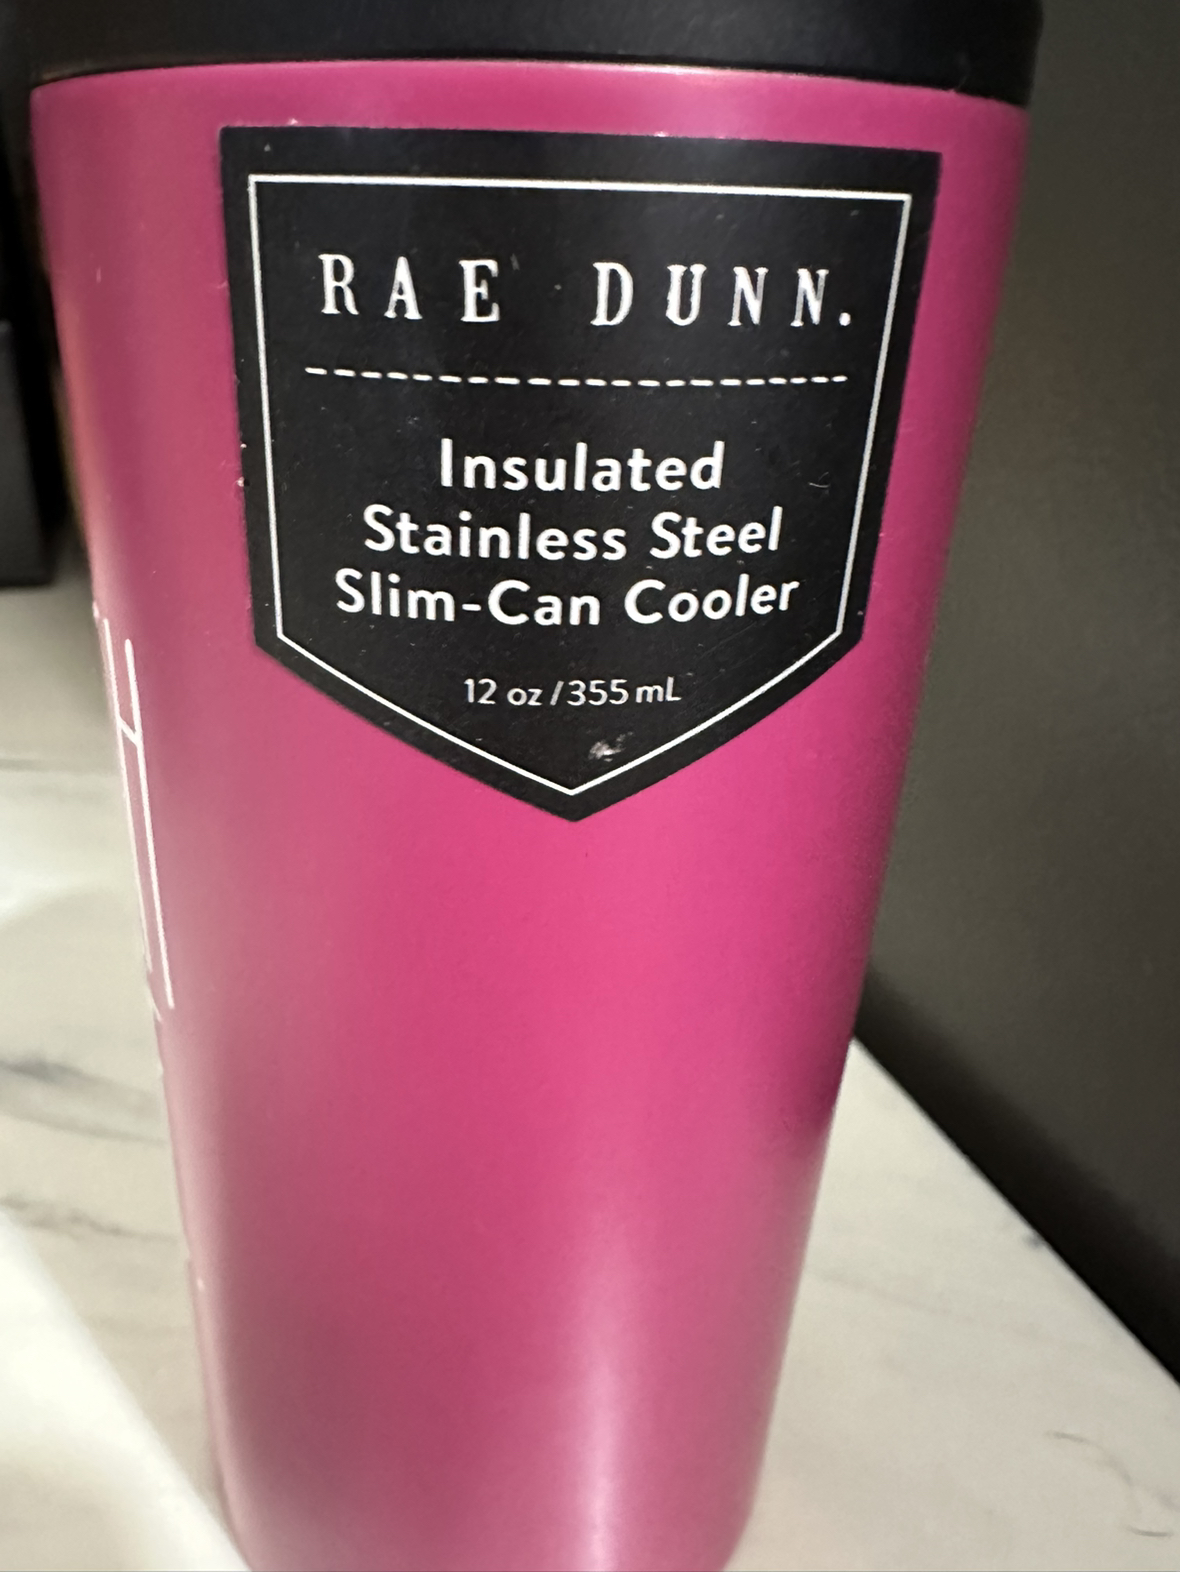 RAE DUNN.
Insulated
Stainless Steel
Slim-Can Cooler
12 oz / 355 mL